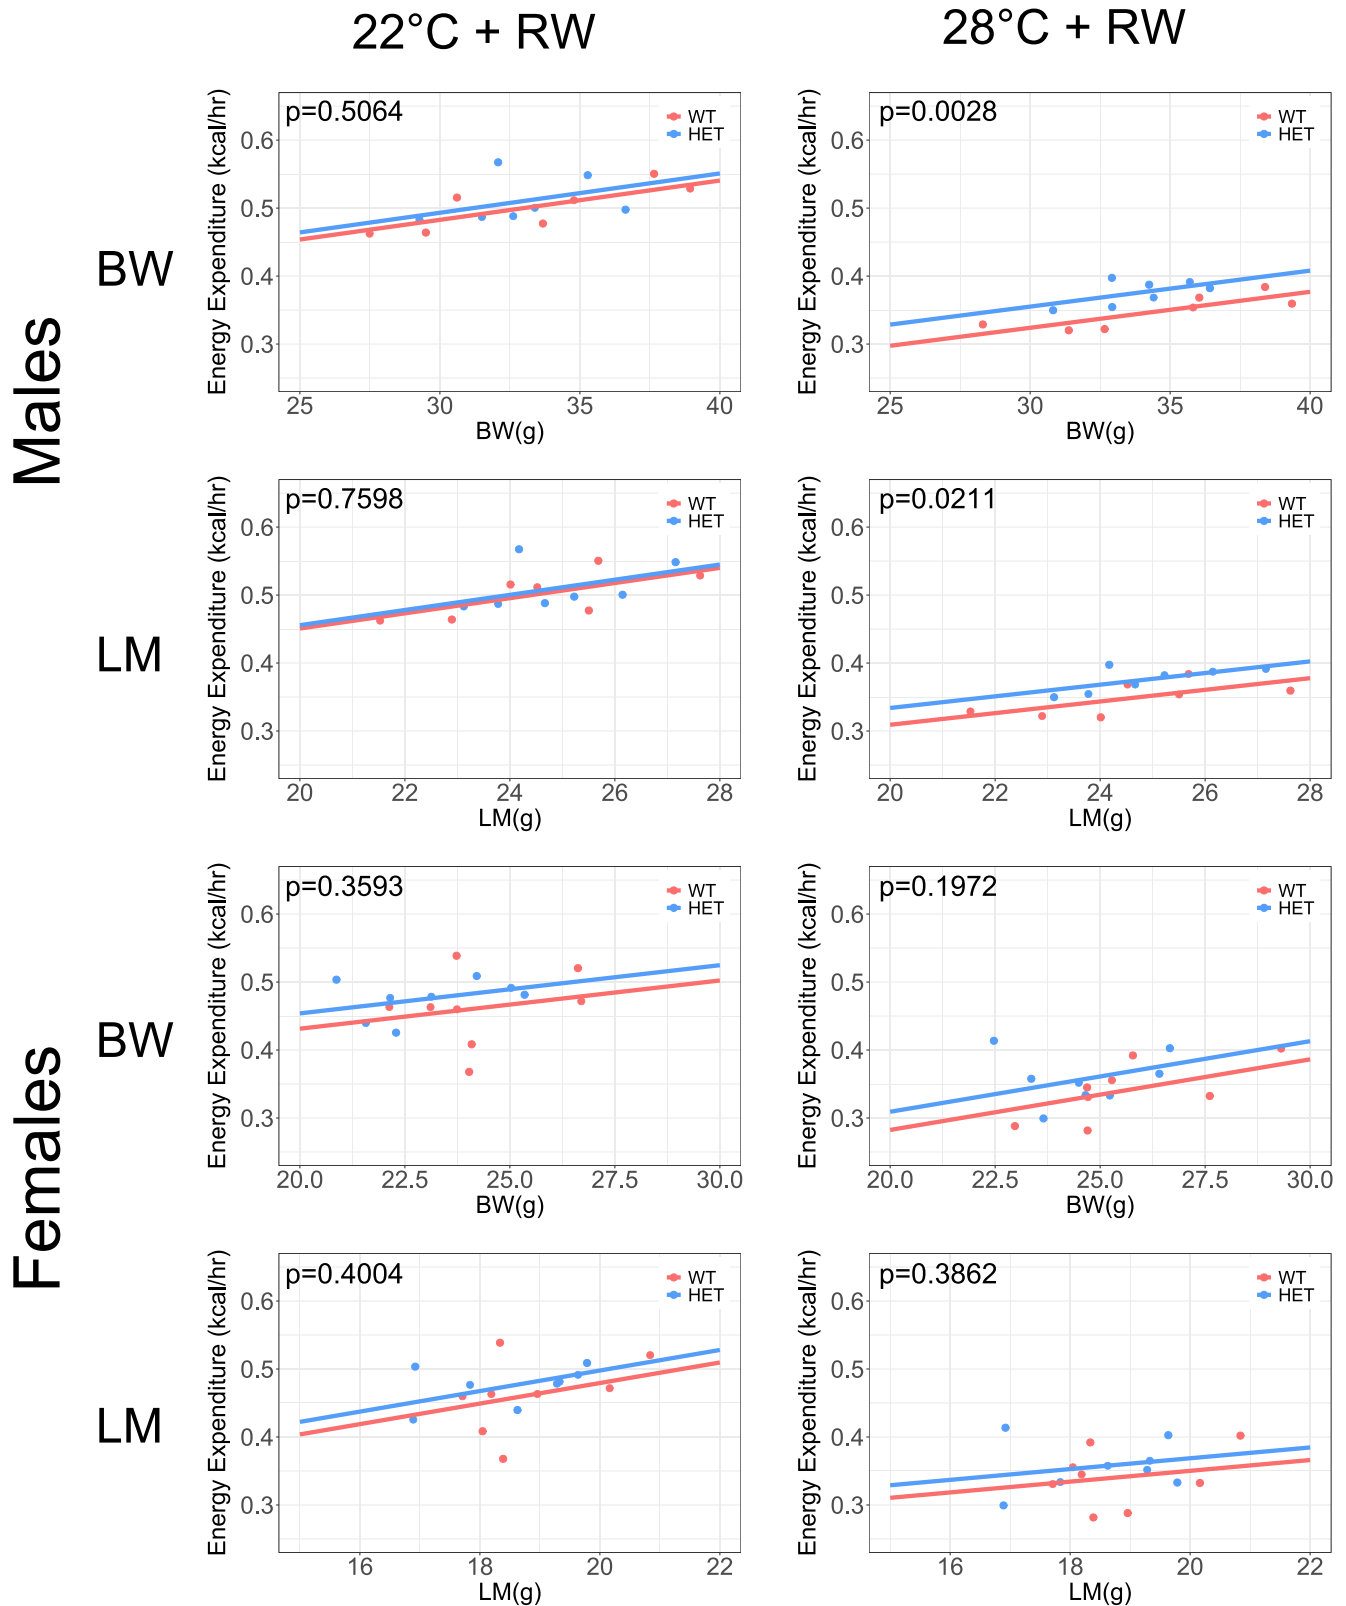 22°C + RW
28°C + RW
Males
BW
Energy Expenditure (kcal/hr)
p=0.5064
WT
HET
0.6
0.5
0.4
0.3
25 30 35 40
BW(g)
Energy Expenditure (kcal/hr)
p=0.0028
WT
HET
0.6
0.5
0.4
0.3
25 30 35 40
BW(g)
LM
Energy Expenditure (kcal/hr)
p=0.7598
WT
HET
0.6
0.5
0.4
0.3
20 22 24 26 28
LM(g)
Energy Expenditure (kcal/hr)
p=0.0211
WT
HET
0.6
0.5
0.4
0.3
20 22 24 26 28
LM(g)
Females
BW
Energy Expenditure (kcal/hr)
p=0.3593
WT
HET
0.6
0.5
0.4
0.3
20.0 22.5 25.0 27.5 30.0
BW(g)
Energy Expenditure (kcal/hr)
p=0.1972
WT
HET
0.6
0.5
0.4
0.3
20.0 22.5 25.0 27.5 30.0
BW(g)
LM
Energy Expenditure (kcal/hr)
p=0.4004
WT
HET
0.6
0.5
0.4
0.3
16 18 20 22
LM(g)
Energy Expenditure (kcal/hr)
p=0.3862
WT
HET
0.6
0.5
0.4
0.3
16 18 20 22
LM(g)